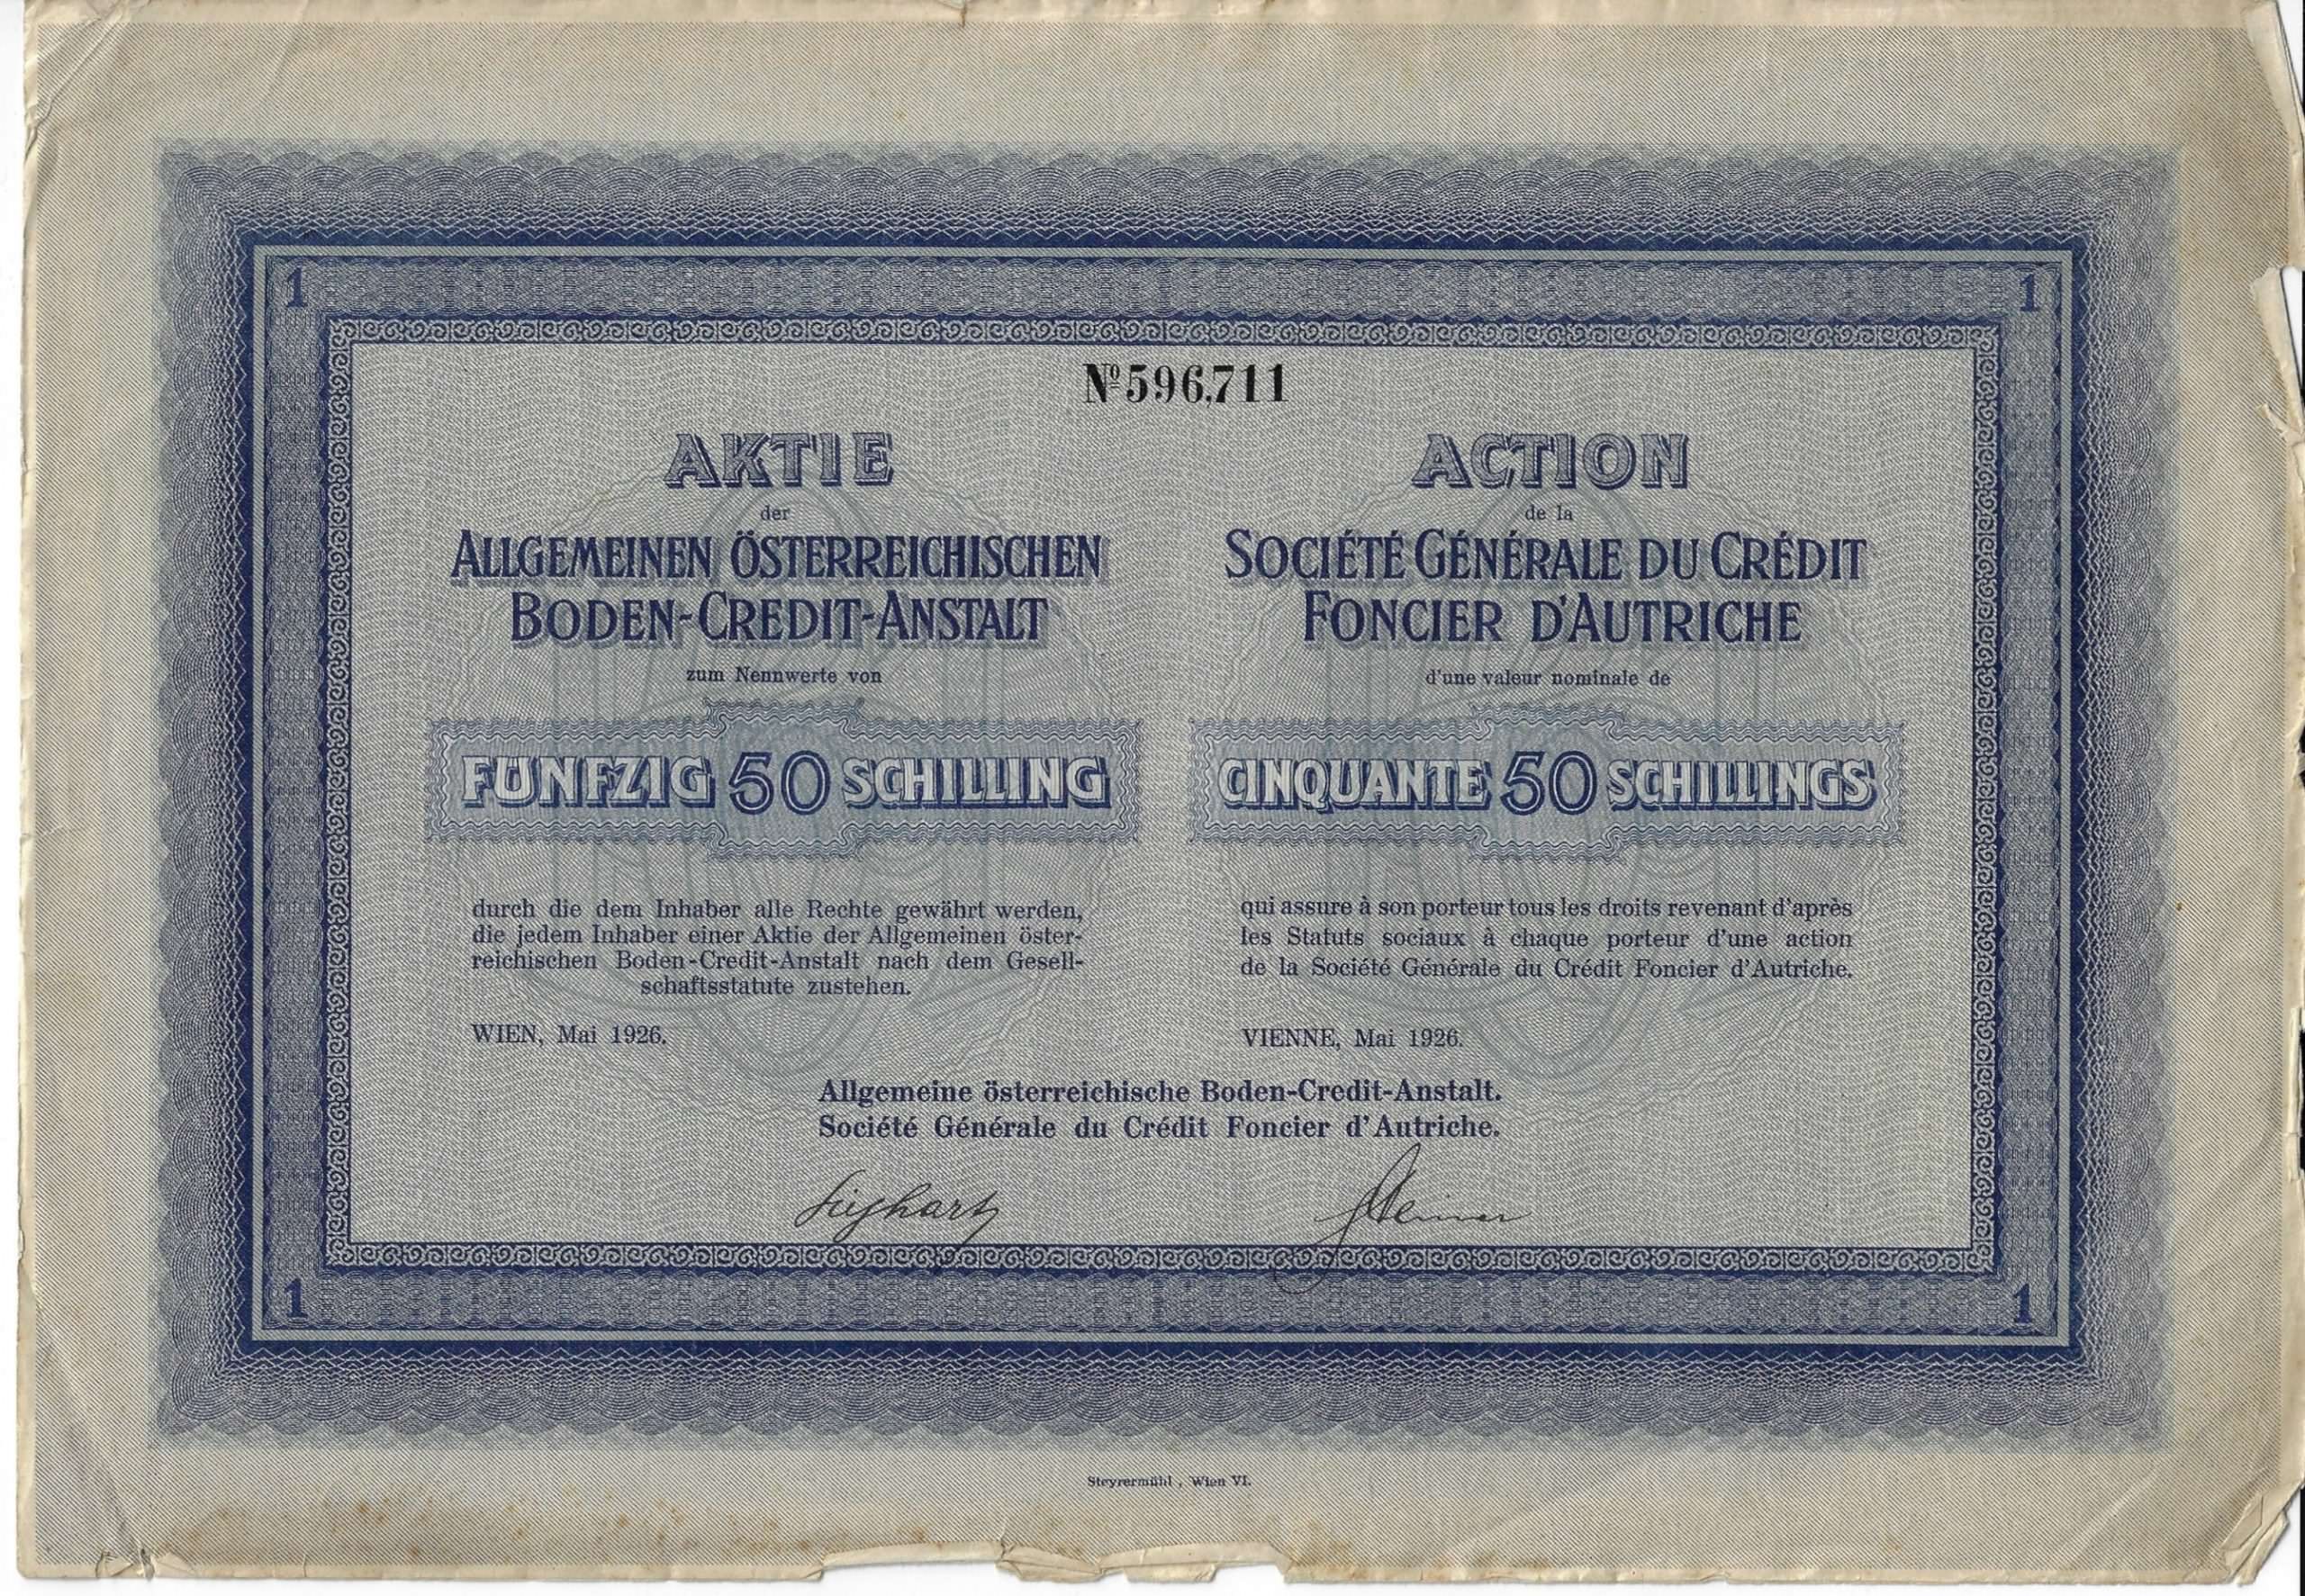 1 1
Nº 596,711
AKTIE
der
ALLGEMEINEN ÖSTERREICHISCHEN
BODEN-CREDIT-ANSTALT
zum Nennwerte von
FÜNFZIG 50 SCHILLING
durch die dem Inhaber alle Rechte gewährt werden,
die jedem Inhaber einer Aktie der Allgemeinen öster-
reichischen Boden-Credit-Anstalt nach dem Gesell-
schaftsstatute zustehen.
WIEN, Mai 1926.
ACTION
de la
SOCIÉTÉ GÉNÉRALE DU CRÉDIT
FONCIER D'AUTRICHE
d'une valeur nominale de
CINQUANTE 50 SCHILLINGS
qui assure à son porteur tous les droits revenant d'après
les Statuts sociaux à chaque porteur d'une action
de la Société Générale du Crédit Foncier d'Autriche.
VIENNE, Mai 1926.
Allgemeine österreichische Boden-Credit-Anstalt.
Société Générale du Crédit Foncier d'Autriche.
Sieghart Steiner
1 1
Steyrermühl, Wien VI.